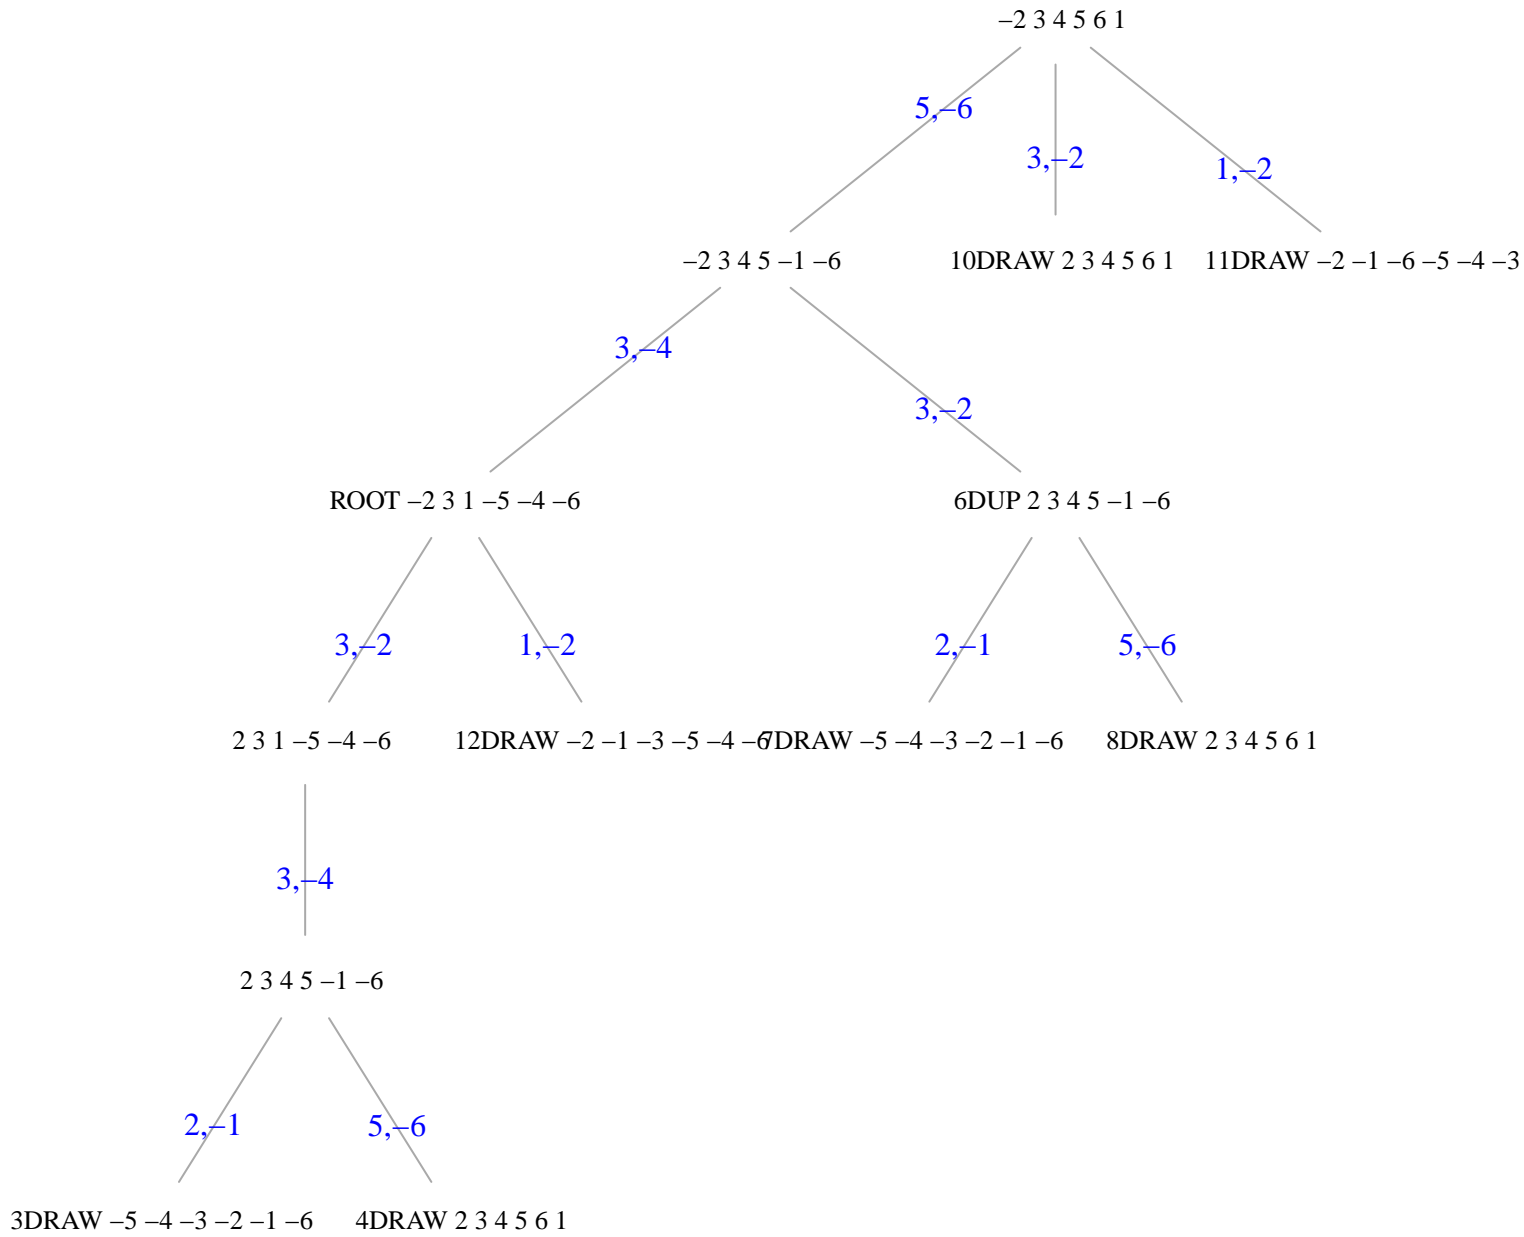 –2 3 4 5 6 1
5,–6
3,–2
1,–2
–2 3 4 5 –1 –6
10DRAW 2 3 4 5 6 1
11DRAW –2 –1 –6 –5 –4 –3
3,–4
3,–2
ROOT –2 3 1 –5 –4 –6
6DUP 2 3 4 5 –1 –6
3,–2
1,–2
2,–1
5,–6
2 3 1 –5 –4 –6
12DRAW –2 –1 –3 –5 –4 –6
7DRAW –5 –4 –3 –2 –1 –6
8DRAW 2 3 4 5 6 1
3,–4
2 3 4 5 –1 –6
2,–1
5,–6
3DRAW –5 –4 –3 –2 –1 –6
4DRAW 2 3 4 5 6 1